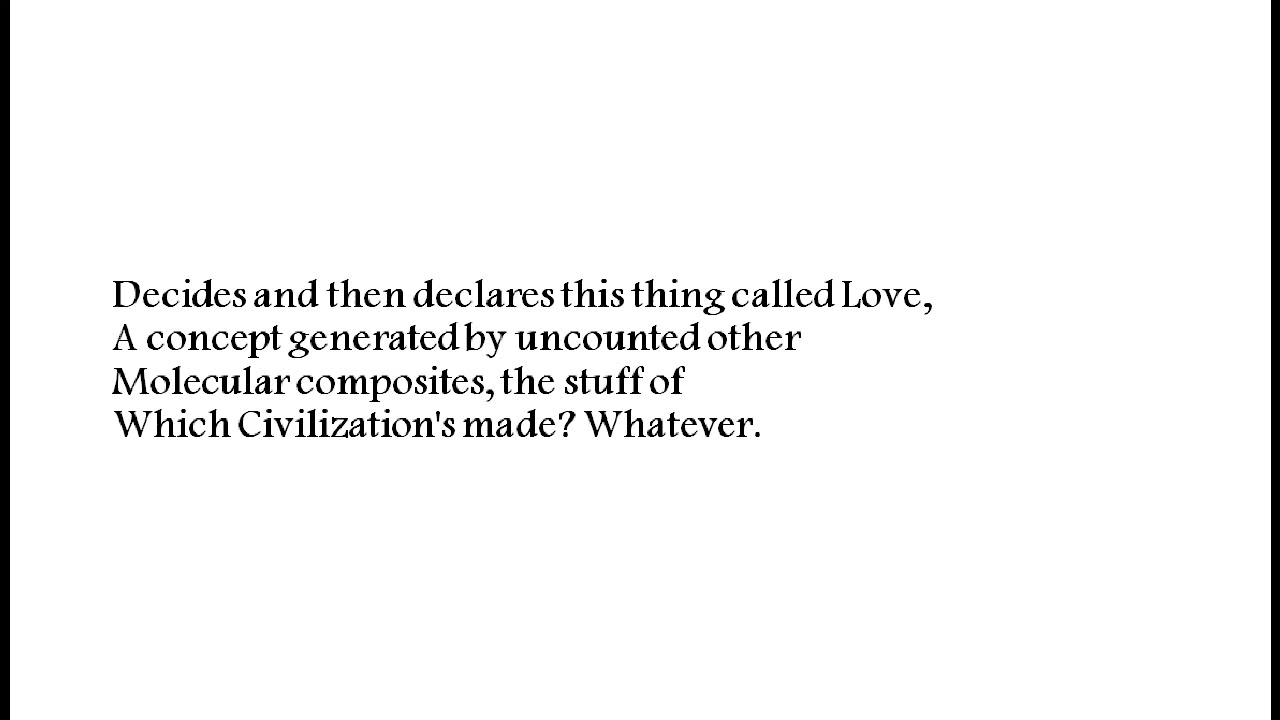 Decides and then declares this thing called Love,
A concept generated by uncounted other
Molecular composites, the stuff of
Which Civilization's made? Whatever.